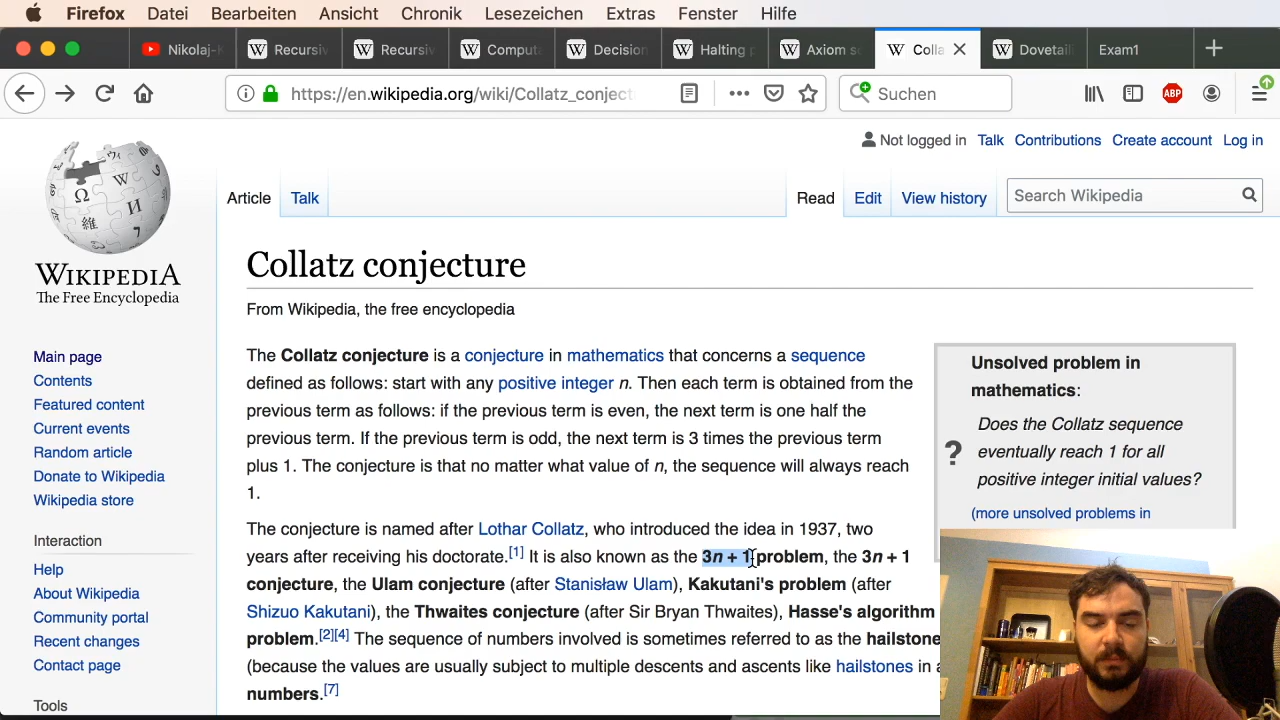 Firefox Datei Bearbeiten Ansicht Chronik Lesezeichen Extras Fenster Hilfe
Nikolaj-K Recursiv Recursiv Comput Decision Halting p Axiom sc Colla Dovetail Exam1
https://en.wikipedia.org/wiki/Collatz_conject Suchen ABP
Not logged in Talk Contributions Create account Log in
Article Talk Read Edit View history Search Wikipedia
WIKIPEDIA
The Free Encyclopedia
Main page
Contents
Featured content
Current events
Random article
Donate to Wikipedia
Wikipedia store
Interaction
Help
About Wikipedia
Community portal
Recent changes
Contact page
Tools
Collatz conjecture
From Wikipedia, the free encyclopedia
The Collatz conjecture is a conjecture in mathematics that concerns a sequence
defined as follows: start with any positive integer n. Then each term is obtained from the
previous term as follows: if the previous term is even, the next term is one half the
previous term. If the previous term is odd, the next term is 3 times the previous term
plus 1. The conjecture is that no matter what value of n, the sequence will always reach
1.
The conjecture is named after Lothar Collatz, who introduced the idea in 1937, two
years after receiving his doctorate.[1] It is also known as the 3n + 1 problem, the 3n + 1
conjecture, the Ulam conjecture (after Stanisław Ulam), Kakutani's problem (after
Shizuo Kakutani), the Thwaites conjecture (after Sir Bryan Thwaites), Hasse's algorithm
problem.[2][4] The sequence of numbers involved is sometimes referred to as the hailstone
(because the values are usually subject to multiple descents and ascents like hailstones in a
numbers.[7]
Unsolved problem in
mathematics:
? Does the Collatz sequence
eventually reach 1 for all
positive integer initial values?
(more unsolved problems in